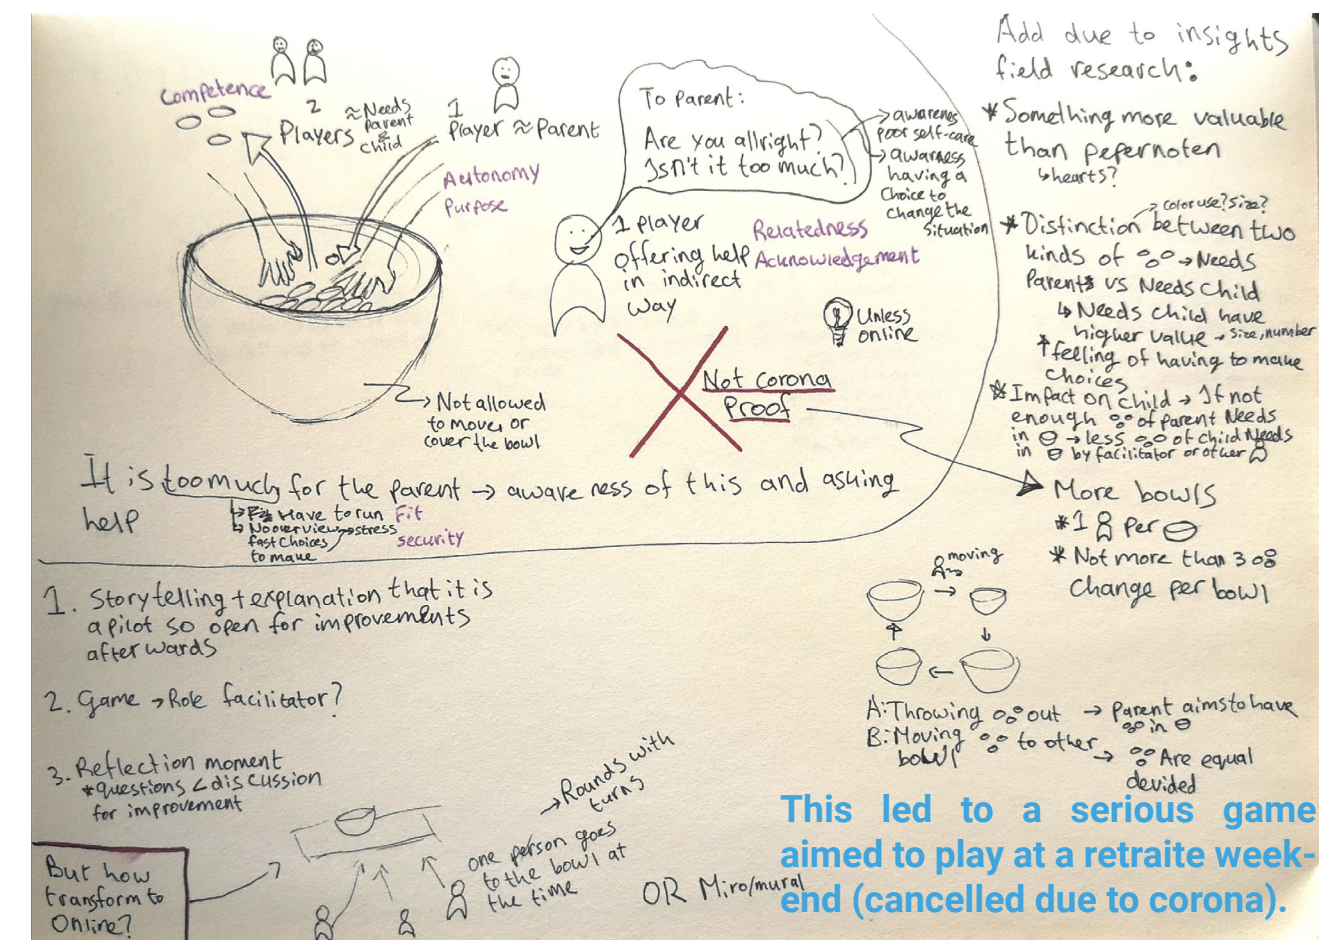 Competence
2
Players
≈ Needs
Parent
&
child
1
Player ≈ Parent
Autonomy
Purpose
To Parent:
Are you allright?
Isn't it too much?
→ awarenes
poor self-care
→ awarness
having a
choice to
change the
situation
1 player
offering help
in indirect
way
Relatedness
Acknowledgement
Unless
online
Not corona
Proof
→ Not allowed
to mover or
cover the bowl
It is too much for the parent → aware ness of this and asking
help
Have to run
Fit
No overview → stress
fast choices
to make
security
Add due to insights
field research:
* Something more valuable
than pepernoten
↳ hearts?
→ color use? size?
* Distinction between two
kinds of → Needs
Parents vs Needs Child
↳ Needs child have
higher value → size, number
↑ feeling of having to make
choices
* Impact on child → If not
enough of parent Needs
in → less of child Needs
in by facilitator or other
More bowls
* 1 per
* Not more than 3
change per bowl
moving
A: Throwing out → Parent aims to have
in
B: Moving to other → Are equal
bowl
devided
1. Storytelling + explanation that it is
a pilot so open for improvements
after wards
2. Game → Role facilitator?
3. Reflection moment
* questions < dis cussion
for improvement
→ Rounds with
turns
one person goes
to the bowl at
the time
But how
transform to
Online?
OR Miro/mural
This led to a serious game
aimed to play at a retraite week-
end (cancelled due to corona).